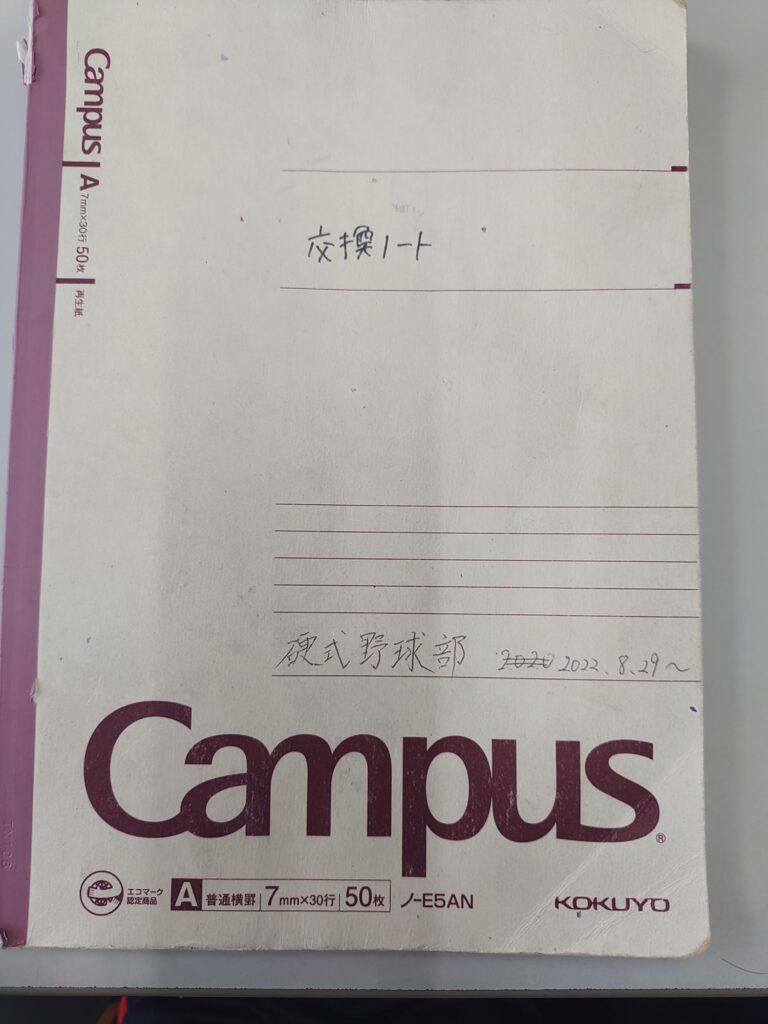 Campus A 7mm×30行 50枚 再生紙
交換ノート
硬式野球部 2020 2022.8.29～
Campus®
エコマーク
認定商品
A 普通横罫 7mm×30行 50枚 ノ-E5AN KOKUYO